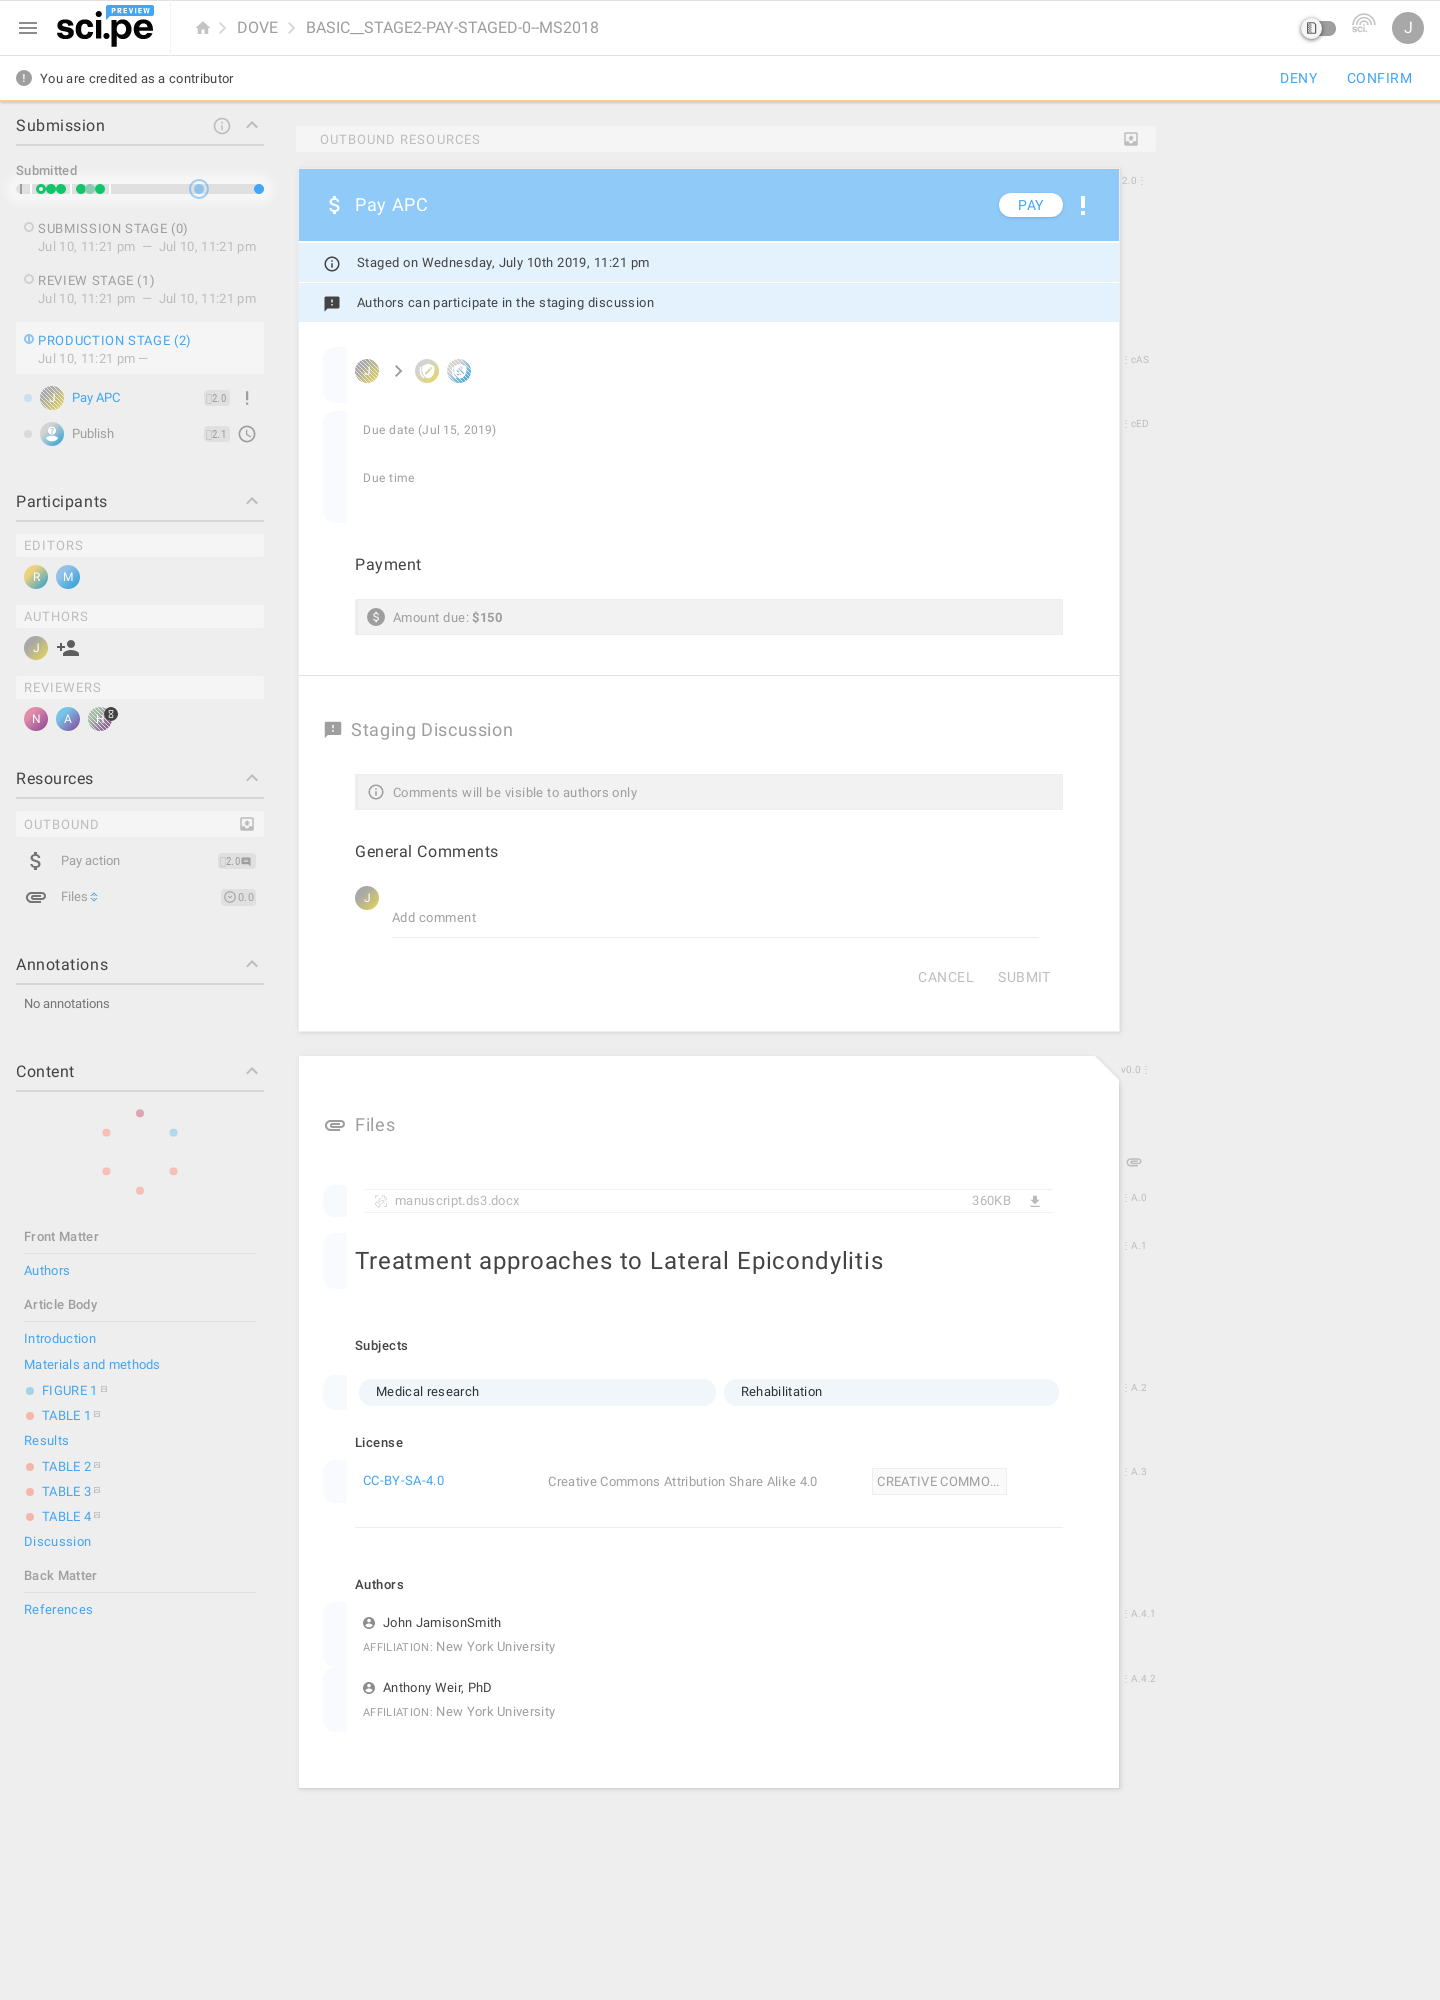 PREVIEW
sci.pe
DOVE
BASIC__STAGE2-PAY-STAGED-0--MS2018
SCI.
J
You are credited as a contributor
DENY
CONFIRM
Submission
Submitted
SUBMISSION STAGE (0)
Jul 10, 11:21 pm — Jul 10, 11:21 pm
REVIEW STAGE (1)
Jul 10, 11:21 pm — Jul 10, 11:21 pm
PRODUCTION STAGE (2)
Jul 10, 11:21 pm —
J
Pay APC
2.0
Publish
2.1
Participants
EDITORS
R
M
AUTHORS
J
REVIEWERS
N
A
H
Resources
OUTBOUND
Pay action
2.0
Files
0.0
Annotations
No annotations
Content
Front Matter
Authors
Article Body
Introduction
Materials and methods
FIGURE 1
TABLE 1
Results
TABLE 2
TABLE 3
TABLE 4
Discussion
Back Matter
References
OUTBOUND RESOURCES
Pay APC
PAY
2.0
Staged on Wednesday, July 10th 2019, 11:21 pm
Authors can participate in the staging discussion
J
cAS
Due date (Jul 15, 2019)
cED
Due time
Payment
Amount due: $150
Staging Discussion
Comments will be visible to authors only
General Comments
J
Add comment
CANCEL
SUBMIT
v0.0
Files
manuscript.ds3.docx
360KB
A.0
Treatment approaches to Lateral Epicondylitis
A.1
Subjects
Medical research
Rehabilitation
A.2
License
CC-BY-SA-4.0
Creative Commons Attribution Share Alike 4.0
CREATIVE COMMO...
A.3
Authors
John JamisonSmith
A.4.1
AFFILIATION: New York University
Anthony Weir, PhD
A.4.2
AFFILIATION: New York University